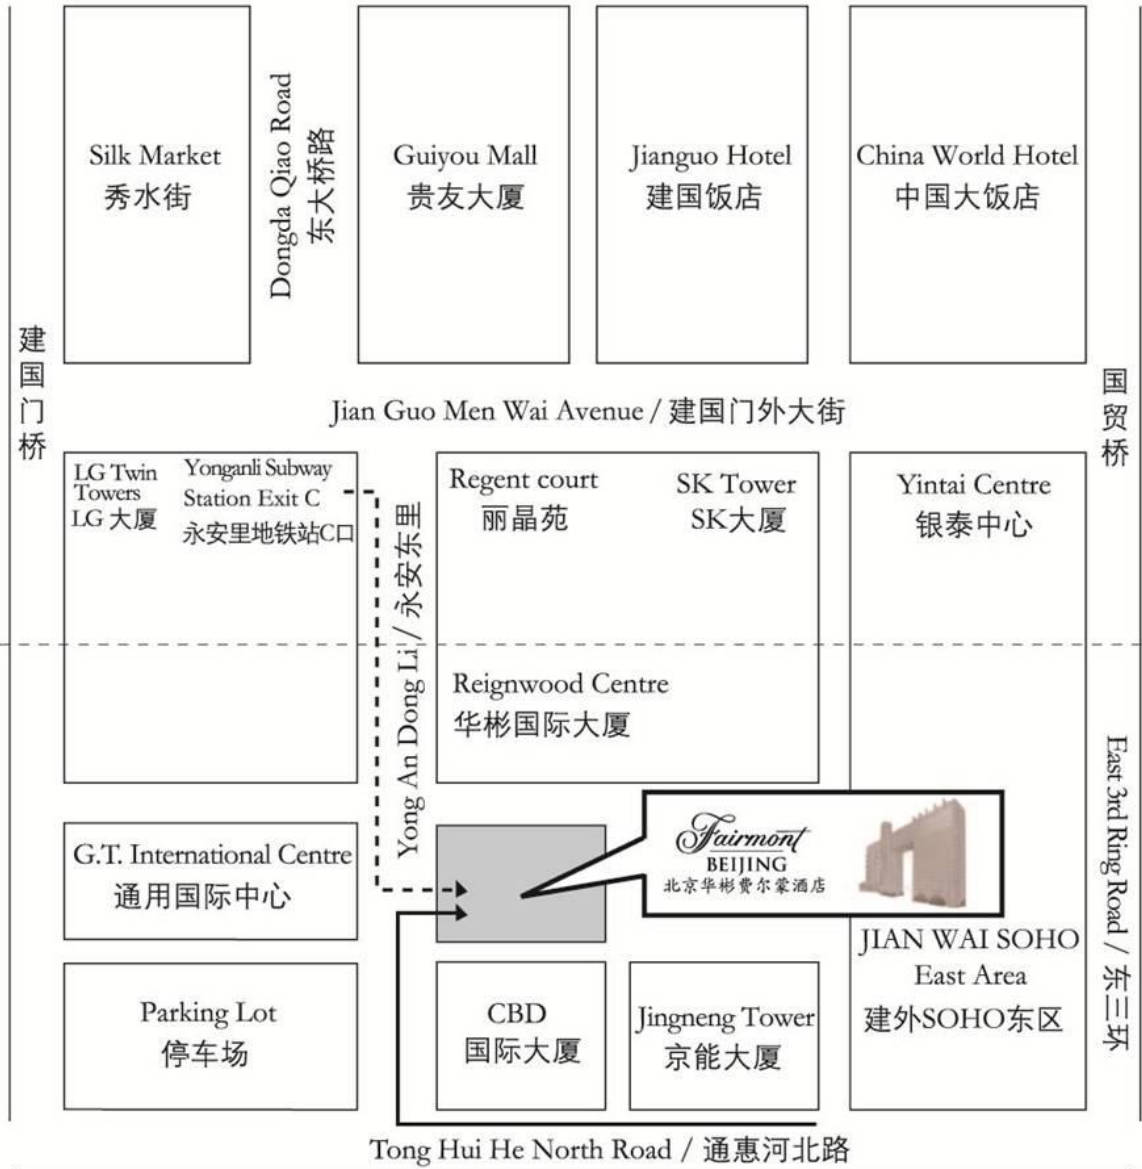 Silk Market
秀水街
Dongda Qiao Road
东大桥路
Guiyou Mall
贵友大厦
Jianguo Hotel
建国饭店
China World Hotel
中国大饭店
建国门桥
国贸桥
Jian Guo Men Wai Avenue / 建国门外大街
LG Twin
Towers
LG 大厦
Yonganli Subway
Station Exit C
永安里地铁站C口
Yong An Dong Li / 永安东里
Regent court
丽晶苑
SK Tower
SK大厦
Yintai Centre
银泰中心
Reignwood Centre
华彬国际大厦
East 3rd Ring Road / 东三环
G.T. International Centre
通用国际中心
Fairmont
BEIJING
北京华彬费尔蒙酒店
JIAN WAI SOHO
East Area
建外SOHO东区
Parking Lot
停车场
CBD
国际大厦
Jingneng Tower
京能大厦
Tong Hui He North Road / 通惠河北路